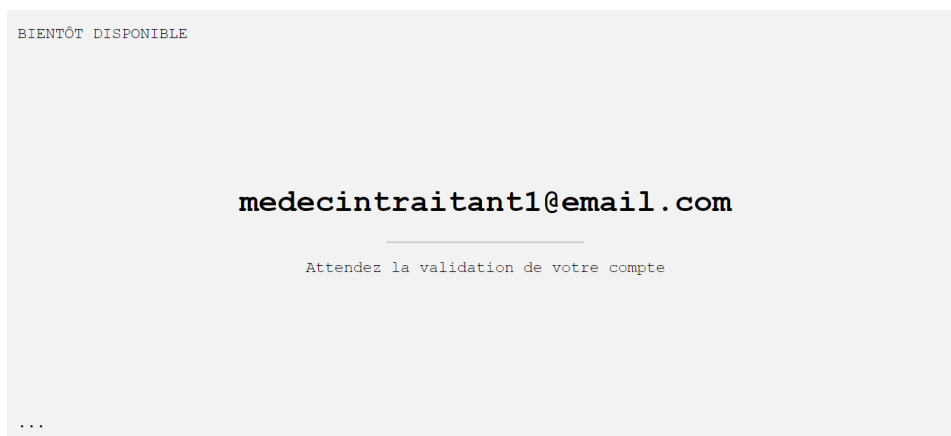 BIENTÔT DISPONIBLE
medecintraitant1@email.com
Attendez la validation de votre compte
...